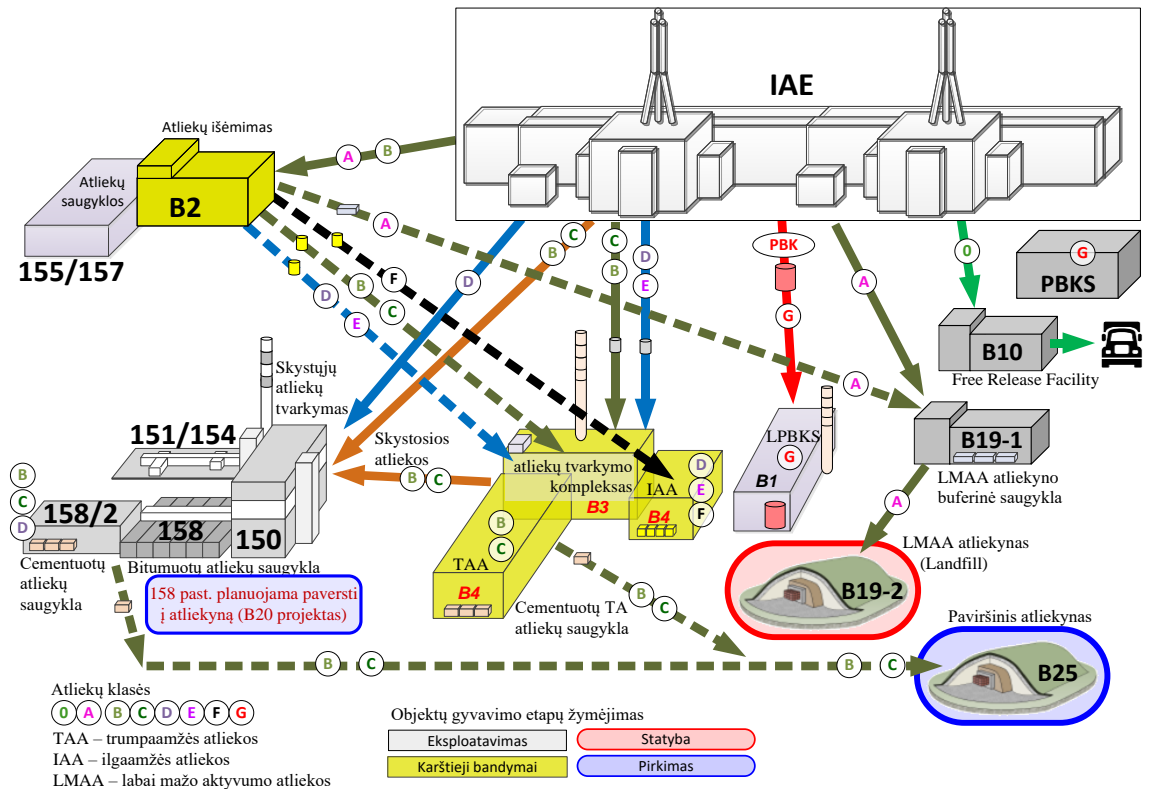 IAE
Atliekų išėmimas
A
B
Atliekų
saugyklos
B2
155/157
A
B
C
C
B
D
E
D
F
B
C
D
E
PBK
G
A
0
G
PBKS
B10
Free Release Facility
A
Skystųjų
atliekų
tvarkymas
151/154
Skystosios
atliekos
B
C
LPBKS
G
B1
B19-1
LMAA atliekyno
buferinė saugykla
atliekų tvarkymo
kompleksas
B3
IAA
B4
D
E
F
B
C
D
158/2
158
150
Cementuotų
atliekų
saugykla
Bitumuotų atliekų saugykla
158 past. planuojama paversti
į atliekyną (B20 projektas)
B
C
TAA
B4
Cementuotų TA
atliekų saugykla
B
C
A
LMAA atliekynas
(Landfill)
B19-2
Paviršinis atliekynas
B25
B
C
B
C
Atliekų klasės
0 A B C D E F G
TAA – trumpaamžės atliekos
IAA – ilgaamžės atliekos
LMAA – labai mažo aktyvumo atliekos
Objektų gyvavimo etapų žymėjimas
Eksploatavimas
Statyba
Karštieji bandymai
Pirkimas